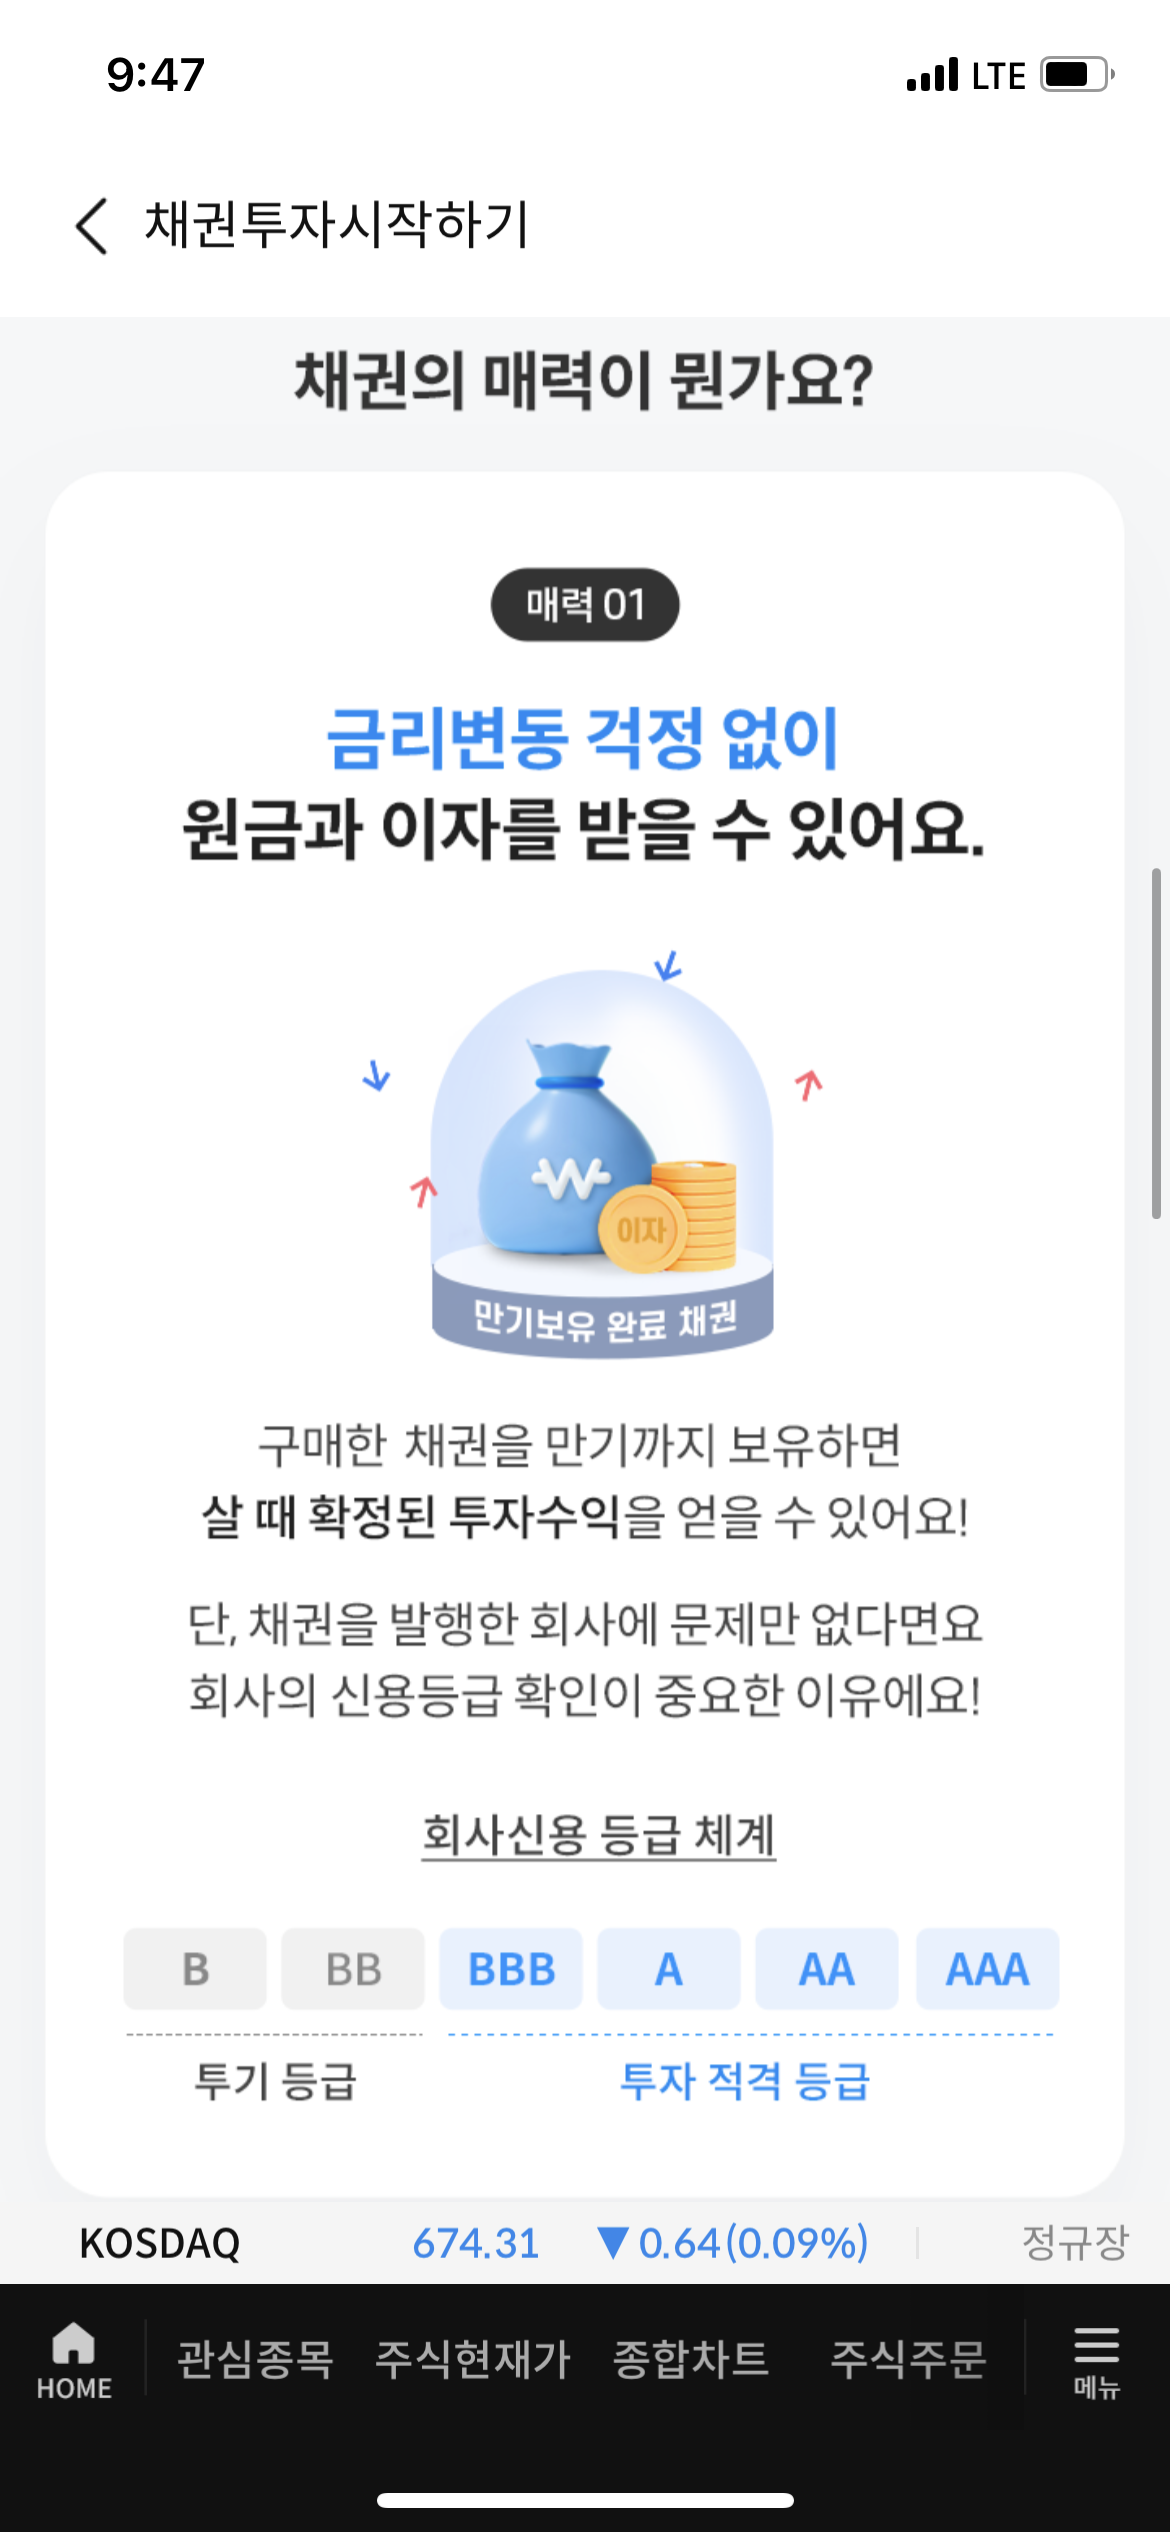 9:47
LTE
채권투자시작하기
채권의 매력이 뭔가요?
매력 01
금리변동 걱정 없이
원금과 이자를 받을 수 있어요.
₩
이자
만기보유 완료 채권
구매한 채권을 만기까지 보유하면
살 때 확정된 투자수익을 얻을 수 있어요!
단, 채권을 발행한 회사에 문제만 없다면요
회사의 신용등급 확인이 중요한 이유에요!
회사신용 등급 체계
B BB BBB A AA AAA
투기 등급 투자 적격 등급
KOSDAQ 674.31 ▼0.64(0.09%) 정규장
HOME 관심종목 주식현재가 종합차트 주식주문 메뉴